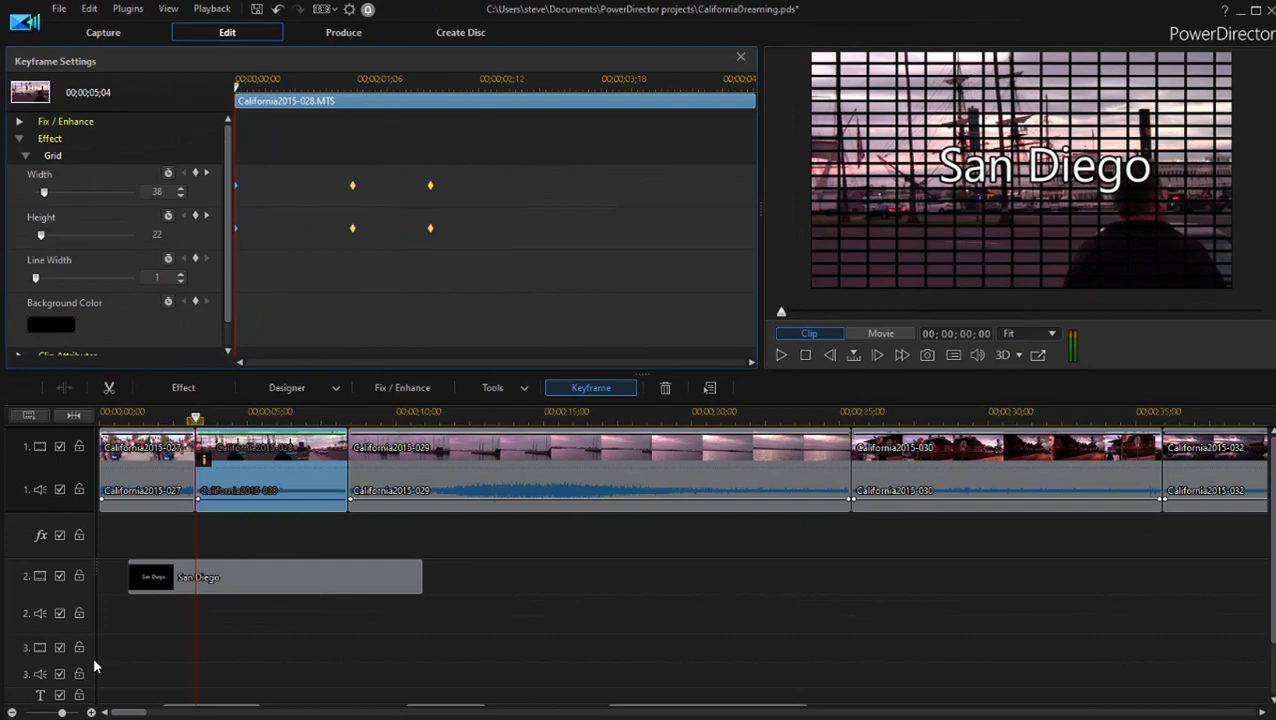 File Edit Plugins View Playback C:\Users\steve\Documents\PowerDirector projects\CaliforniaDreaming.pds* ?
Capture Edit Produce Create Disc PowerDirector
Keyframe Settings
00;00;05;04
00;00;00;00 00;00;01;06 00;00;02;12 00;00;03;18 00;00;04
California2015-028.MTS
Fix / Enhance
Effect
Grid
Width
38
Height
22
Line Width
1
Background Color
Clip Attributes
San Diego
Clip Movie 00; 00; 00; 00 Fit
3D
Effect Designer Fix / Enhance Tools Keyframe
00;00;00;00 00;00;05;00 00;00;10;00 00;00;15;00 00;00;20;00 00;00;25;00 00;00;30;00 00;00;35;00
1. California2015-027 California2015-028 California2015-029 California2015-030 California2015-032
1. California2015-027 California2015-028 California2015-029 California2015-030 California2015-032
fx
2. San Diego San Diego
2.
3.
3.
T